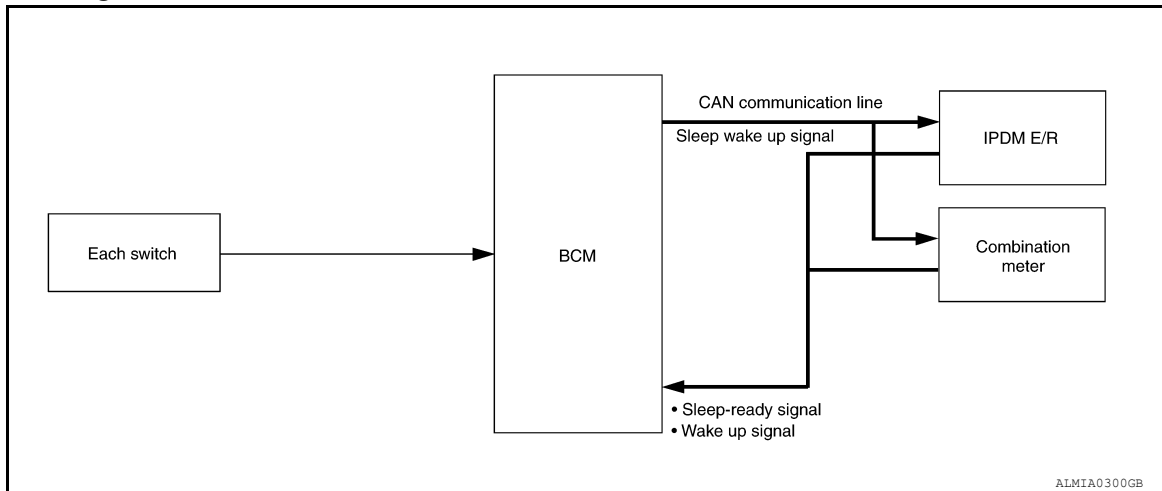 CAN communication line
Sleep wake up signal
IPDM E/R
Each switch
BCM
Combination
meter
• Sleep-ready signal
• Wake up signal
ALMIA0300GB